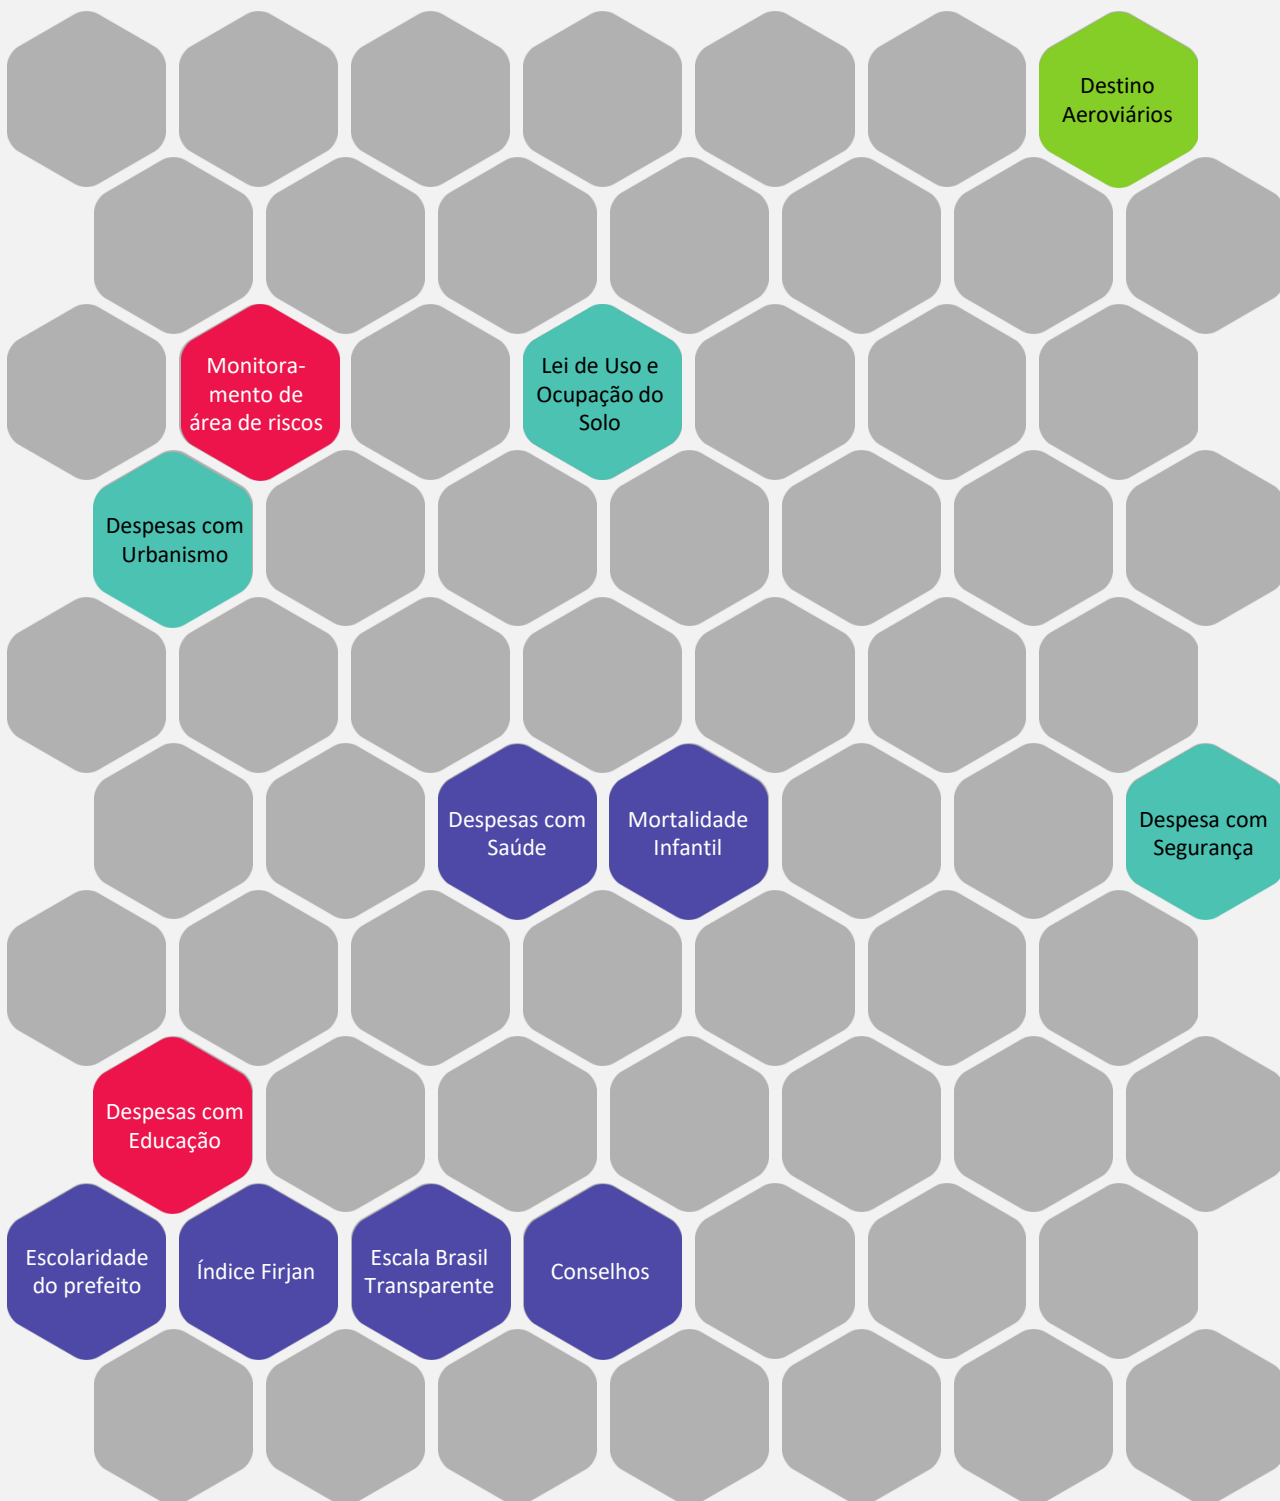 Destino
Aeroviários
Monitora-
mento de
área de riscos
Lei de Uso e
Ocupação do
Solo
Despesas com
Urbanismo
Despesas com
Saúde
Mortalidade
Infantil
Despesa com
Segurança
Despesas com
Educação
Escolaridade
do prefeito
Índice Firjan
Escala Brasil
Transparente
Conselhos